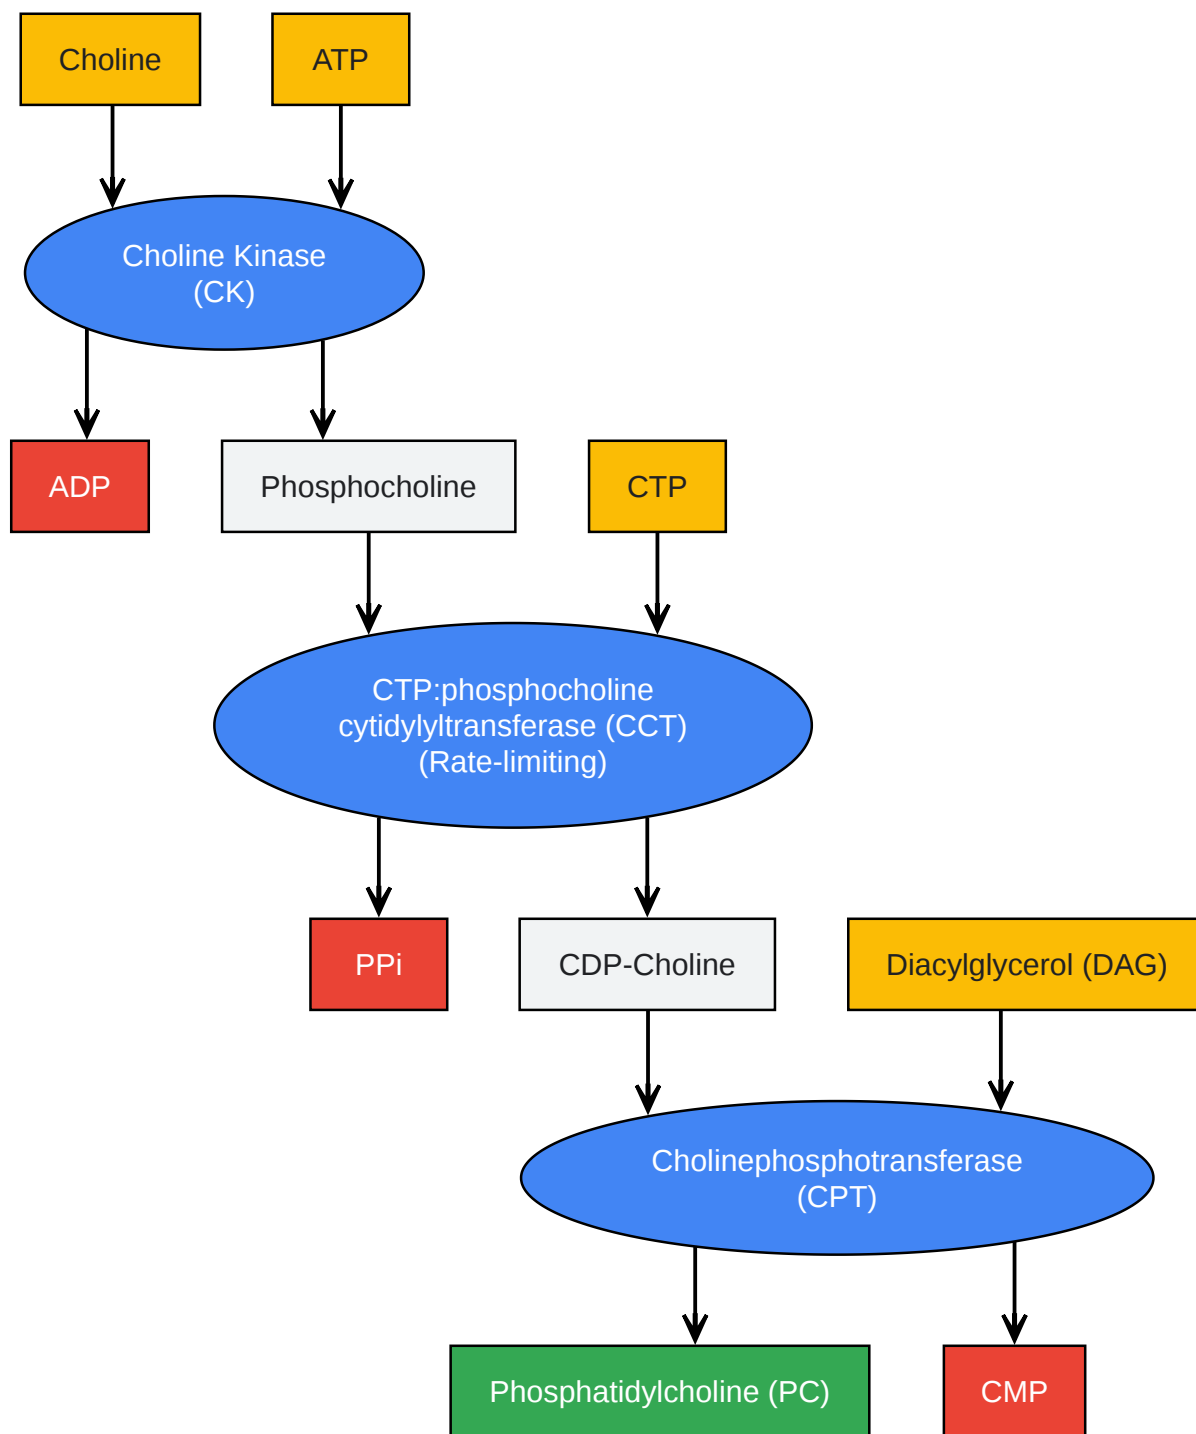 Choline
ATP
Choline Kinase
(CK)
ADP
Phosphocholine
CTP
CTP:phosphocholine
cytidylyltransferase (CCT)
(Rate-limiting)
PPi
CDP-Choline
Diacylglycerol (DAG)
Cholinephosphotransferase
(CPT)
Phosphatidylcholine (PC)
CMP